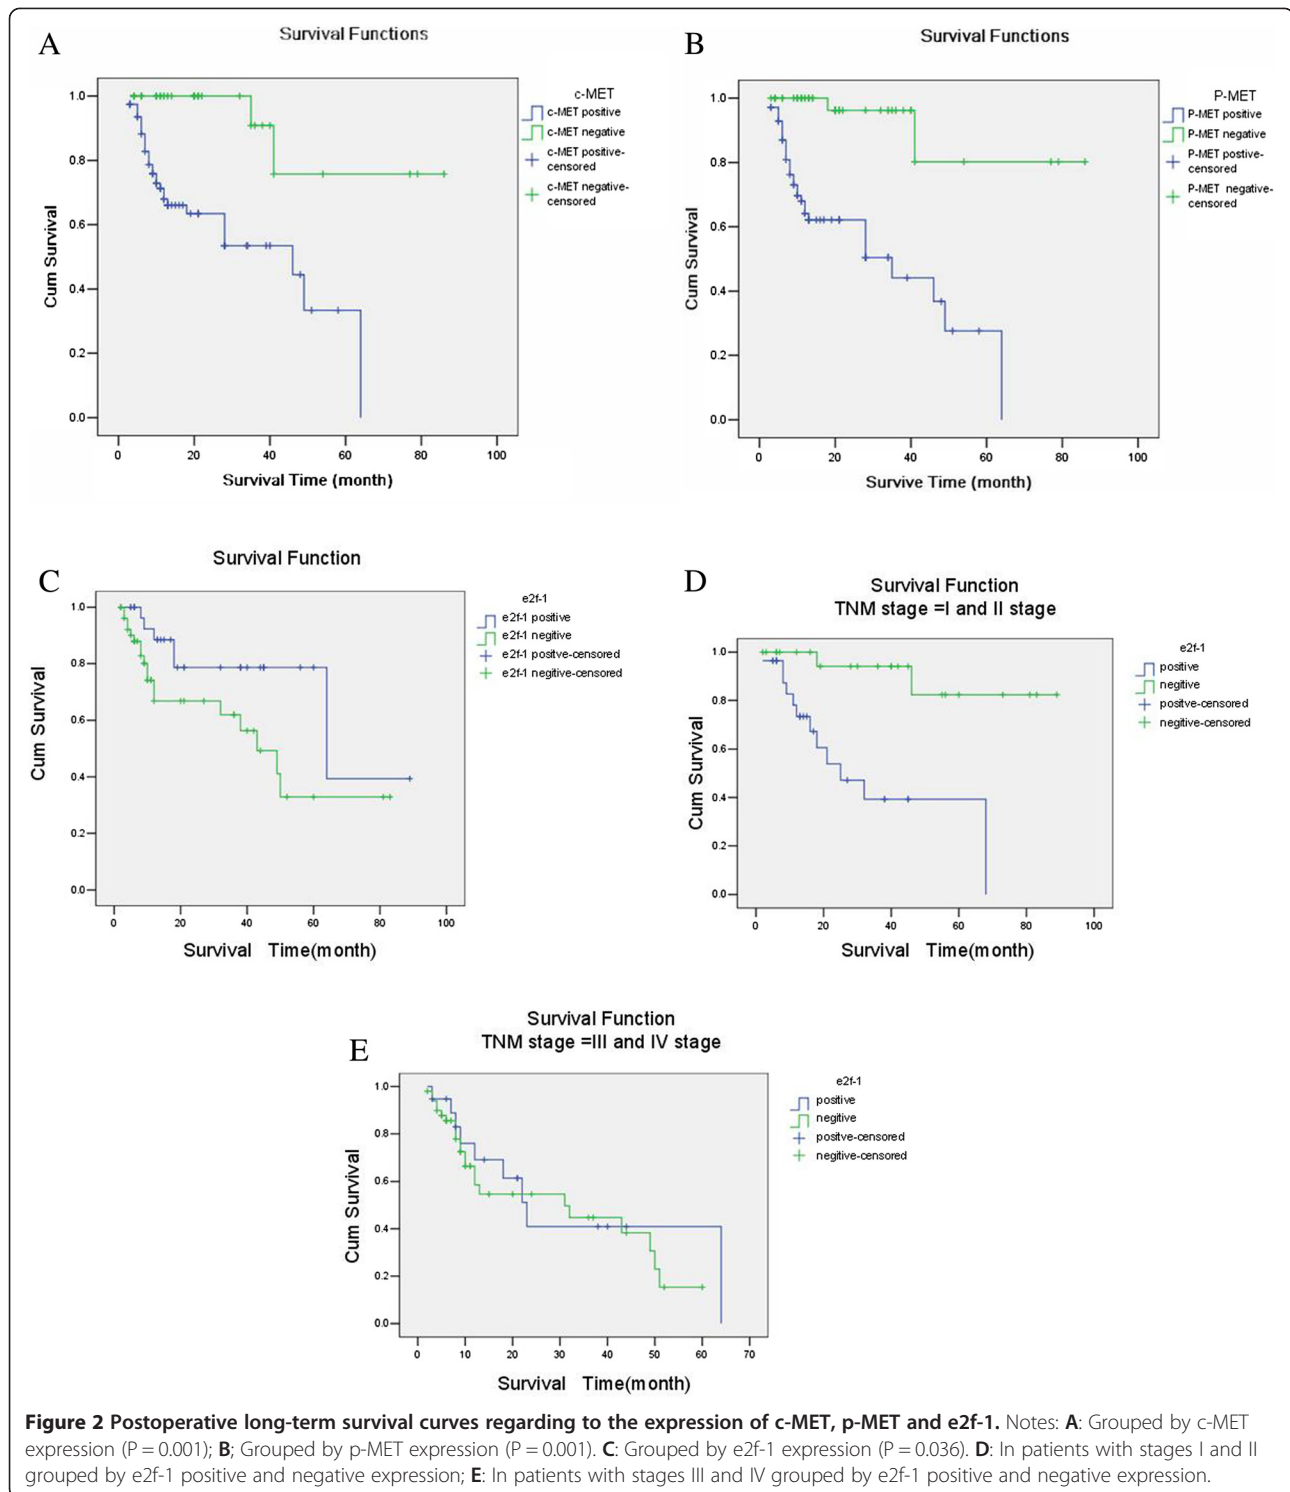 A
Survival Functions
1.0
0.8
0.6
0.4
0.2
0.0
Cum Survival
0 20 40 60 80 100
Survival Time (month)
c-MET
c-MET positive
c-MET negative
c-MET positive-
censored
c-MET negative-
censored
B
Survival Functions
1.0
0.8
0.6
0.4
0.2
0.0
Cum Survival
0 20 40 60 80 100
Survive Time (month)
P-MET
P-MET positive
P-MET negative
P-MET postive-
censored
P-MET negative-
censored
C
Survival Function
1.0
0.8
0.6
0.4
0.2
0.0
Cum Survival
0 20 40 60 80 100
Survival Time(month)
e2f-1
e2f-1 positive
e2f-1 negitive
e2f-1 positve-censored
e2f-1 negitive-censored
D
Survival Function
TNM stage =I and II stage
1.0
0.8
0.6
0.4
0.2
0.0
Cum Survival
0 20 40 60 80 100
Survival Time(month)
e2f-1
positive
negitive
positve-censored
negitive-censored
E
Survival Function
TNM stage =III and IV stage
1.0
0.8
0.6
0.4
0.2
0.0
Cum Survival
0 10 20 30 40 50 60 70
Survival Time(month)
e2f-1
positive
negitive
positve-censored
negitive-censored
Figure 2 Postoperative long-term survival curves regarding to the expression of c-MET, p-MET and e2f-1. Notes: A: Grouped by c-MET
expression (P = 0.001); B; Grouped by p-MET expression (P = 0.001). C: Grouped by e2f-1 expression (P = 0.036). D: In patients with stages I and II
grouped by e2f-1 positive and negative expression; E: In patients with stages III and IV grouped by e2f-1 positive and negative expression.